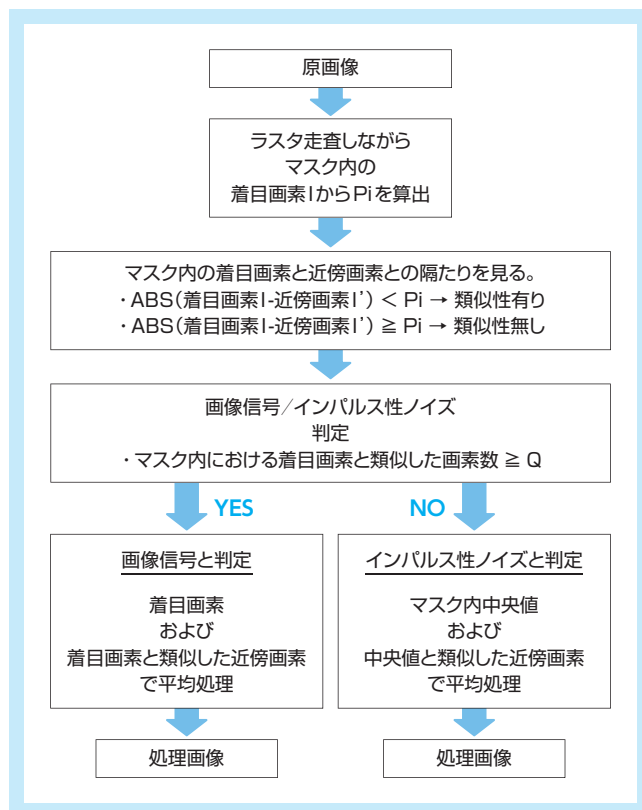 原画像
ラスタ走査しながら
マスク内の
着目画素IからPiを算出
マスク内の着目画素と近傍画素との隔たりを見る。
・ABS(着目画素I-近傍画素I’) < Pi → 類似性有り
・ABS(着目画素I-近傍画素I’) ≧ Pi → 類似性無し
画像信号/インパルス性ノイズ
判定
・マスク内における着目画素と類似した画素数 ≧ Q
YES
NO
画像信号と判定
着目画素
および
着目画素と類似した近傍画素
で平均処理
インパルス性ノイズと判定
マスク内中央値
および
中央値と類似した近傍画素
で平均処理
処理画像
処理画像